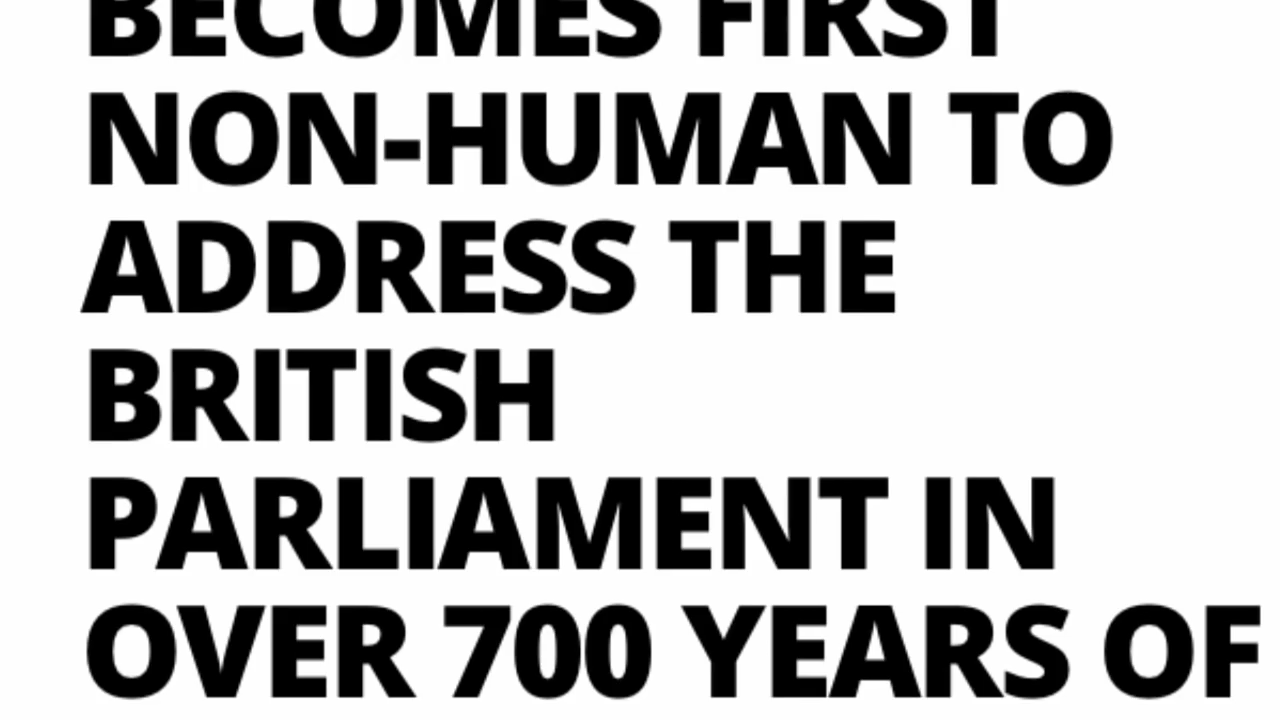 BECOMES FIRST
NON-HUMAN TO
ADDRESS THE
BRITISH
PARLIAMENT IN
OVER 700 YEARS OF